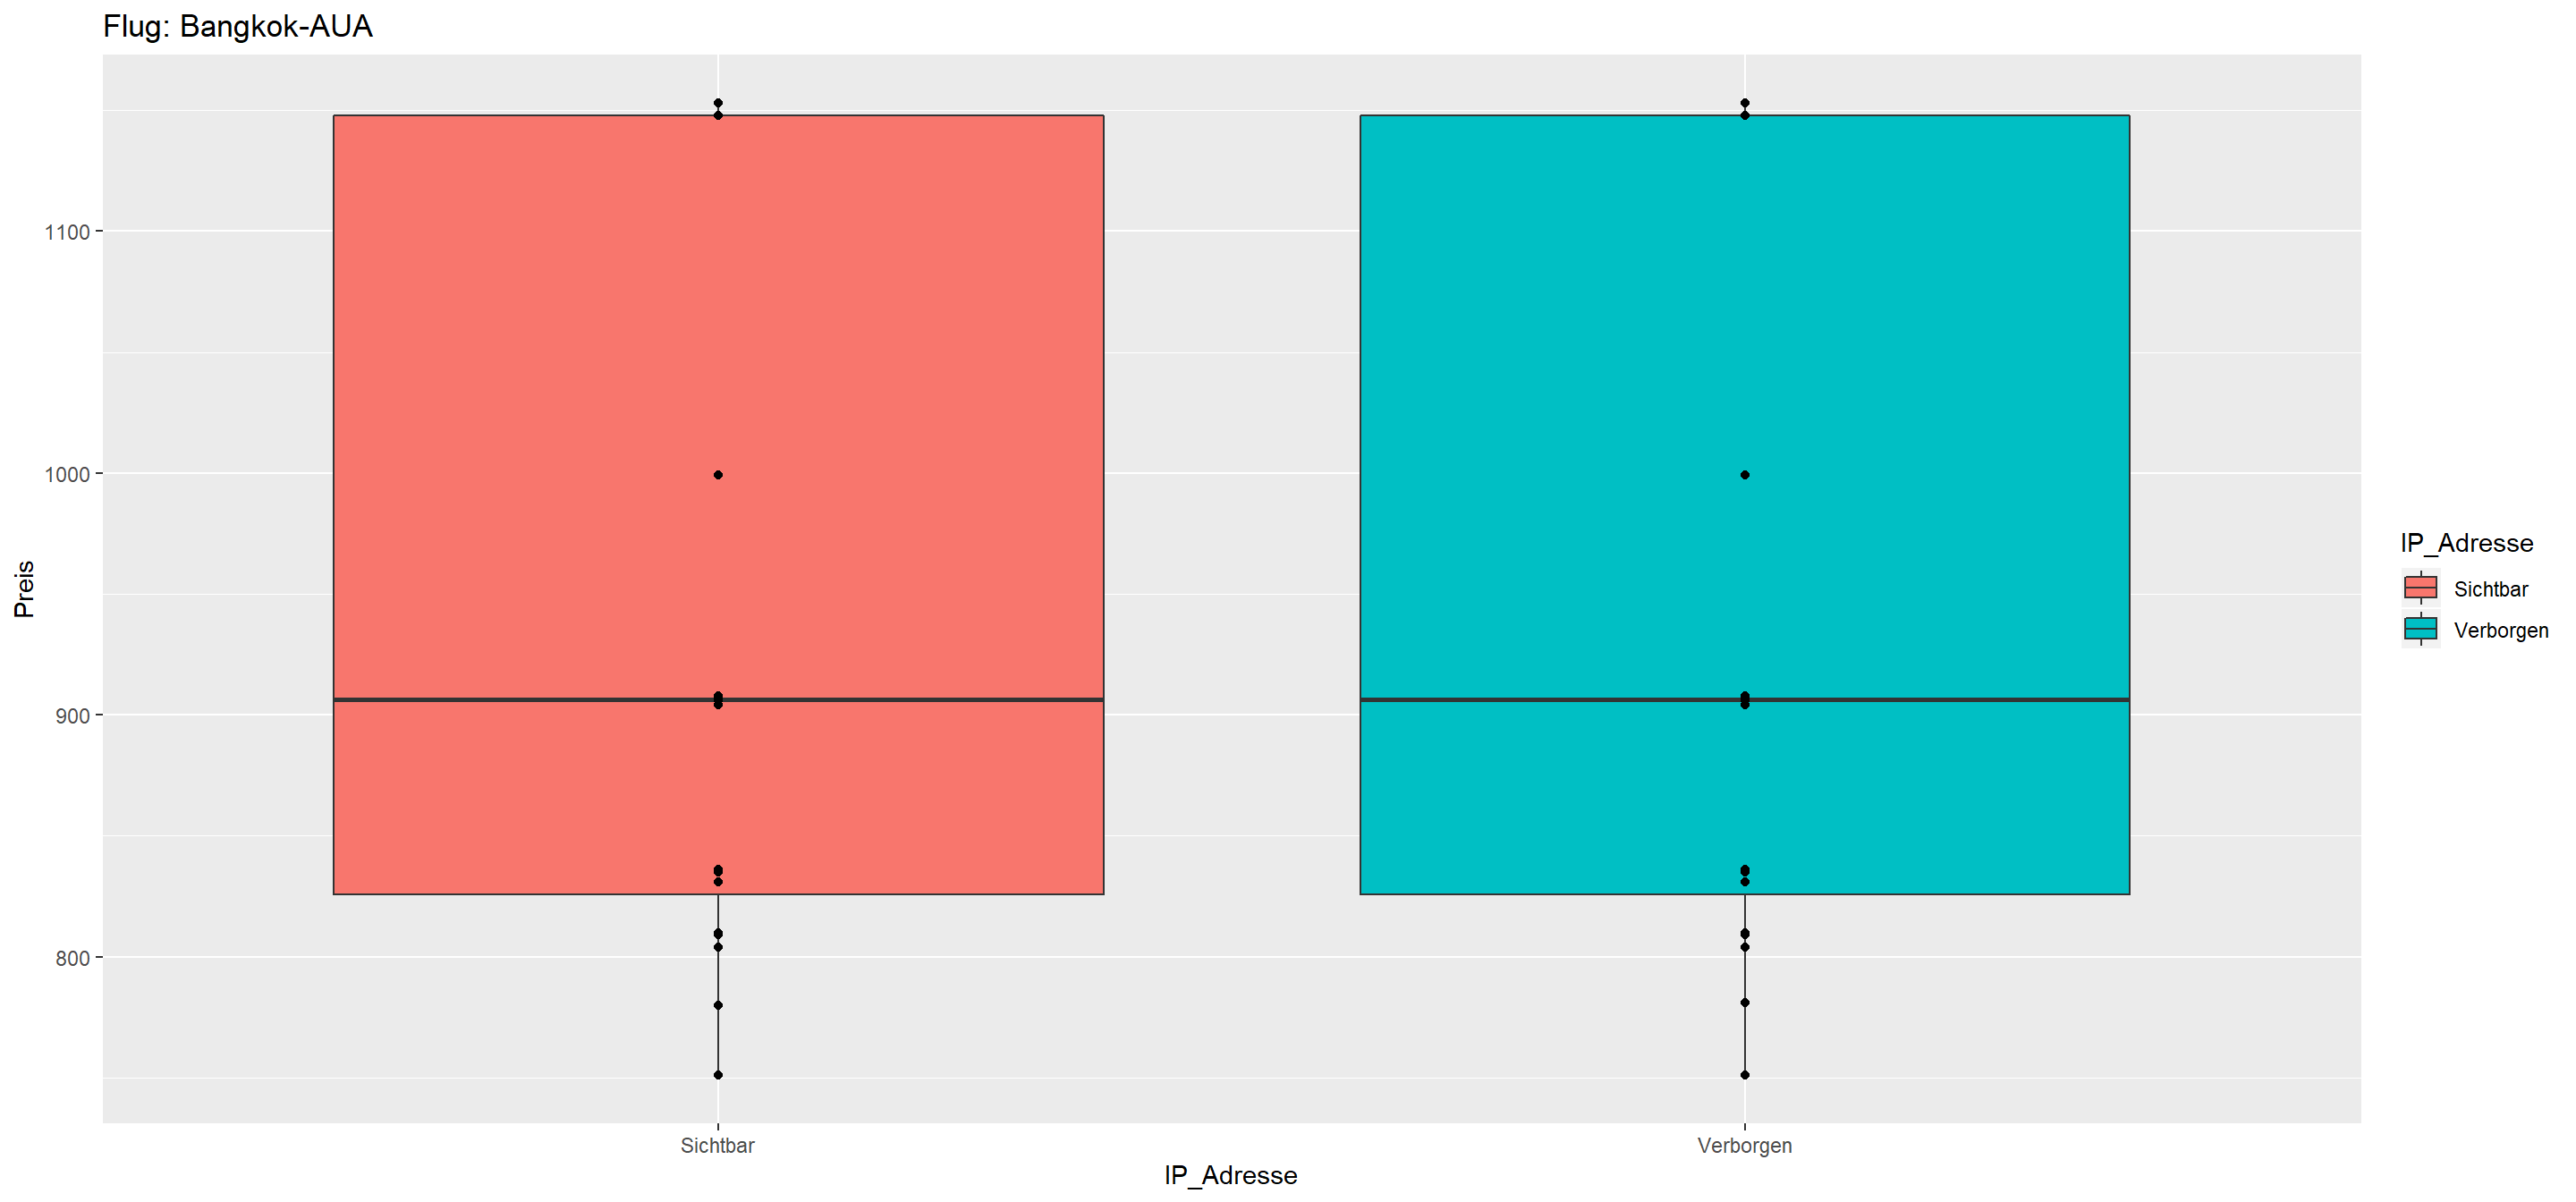 Flug: Bangkok-AUA
Preis
1100
1000
900
800
Sichtbar
Verborgen
IP_Adresse
IP_Adresse
Sichtbar
Verborgen